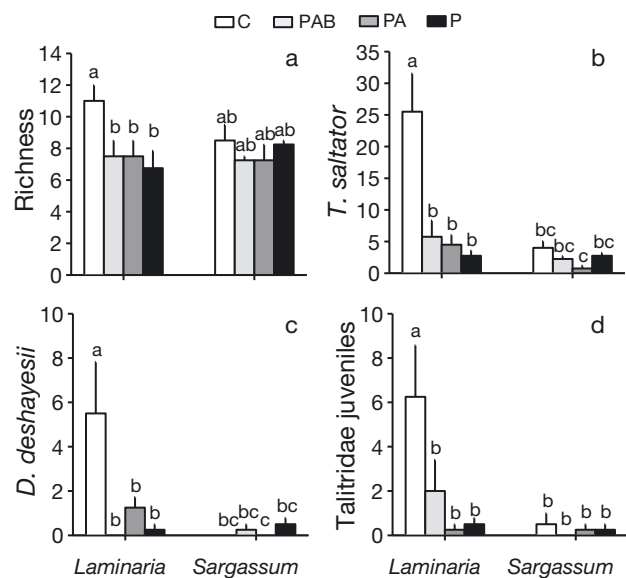 C PAB PA P
a
Richness
14
12
10
8
6
4
2
0
a b b b ab ab ab ab
b
T. saltator
35
30
25
20
15
10
5
0
a b b b bc bc c bc
c
D. deshayesii
10
8
6
4
2
0
a b b b bc bc c bc
Laminaria Sargassum
d
Talitridae juveniles
10
8
6
4
2
0
a b b b b b b b
Laminaria Sargassum